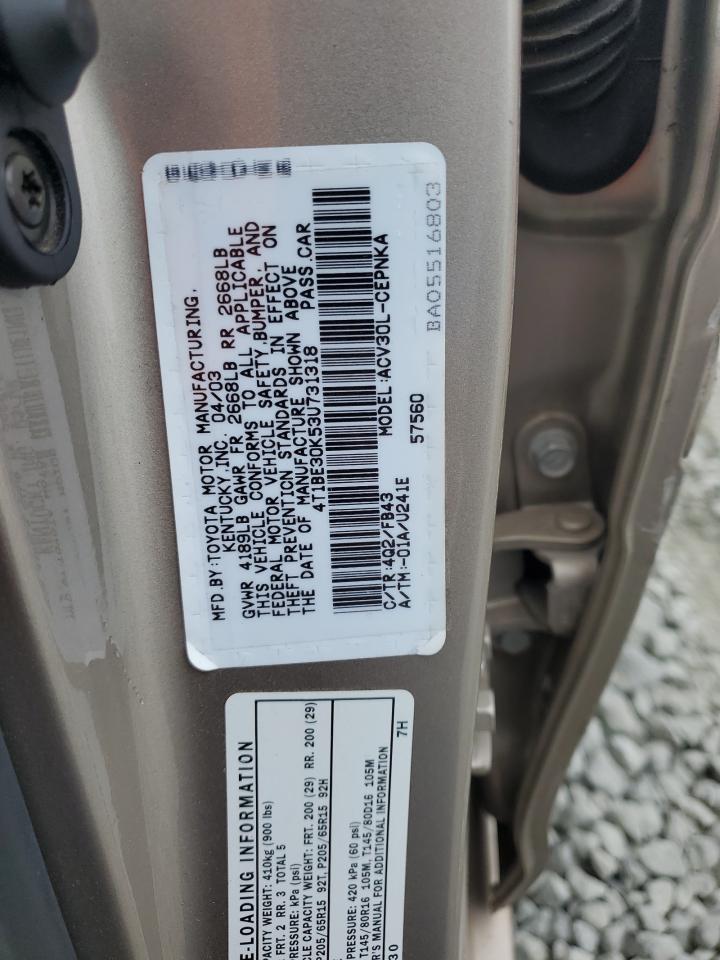 MFD.BY:TOYOTA MOTOR MANUFACTURING,
KENTUCKY,INC. 04/03
GVWR 4189LB GAWR FR 2668LB RR 2668LB
THIS VEHICLE CONFORMS TO ALL APPLICABLE
FEDERAL MOTOR VEHICLE SAFETY,BUMPER, AND
THEFT PREVENTION STANDARDS IN EFFECT ON
THE DATE OF MANUFACTURE SHOWN ABOVE
4T1BE30K53U731318 PASS.CAR
C/TR:4Q2/FB43 MODEL:ACV30L-CEPNKA
A/TM:-01A/U241E 57560
BA05516803
E-LOADING INFORMATION
APACITY WEIGHT: 410kg (900 lbs)
FRT. 2 RR. 3 TOTAL 5
RESSURE: kPa (psi)
LE CAPACITY WEIGHT: FRT. 200 (29) RR. 200 (29)
P205/65R15 92T, P205/65R15 92H
PRESSURE: 420 kPa (60 psi)
T145/80R16 105M, T145/80D16 105M
R'S MANUAL FOR ADDITIONAL INFORMATION
30 7H